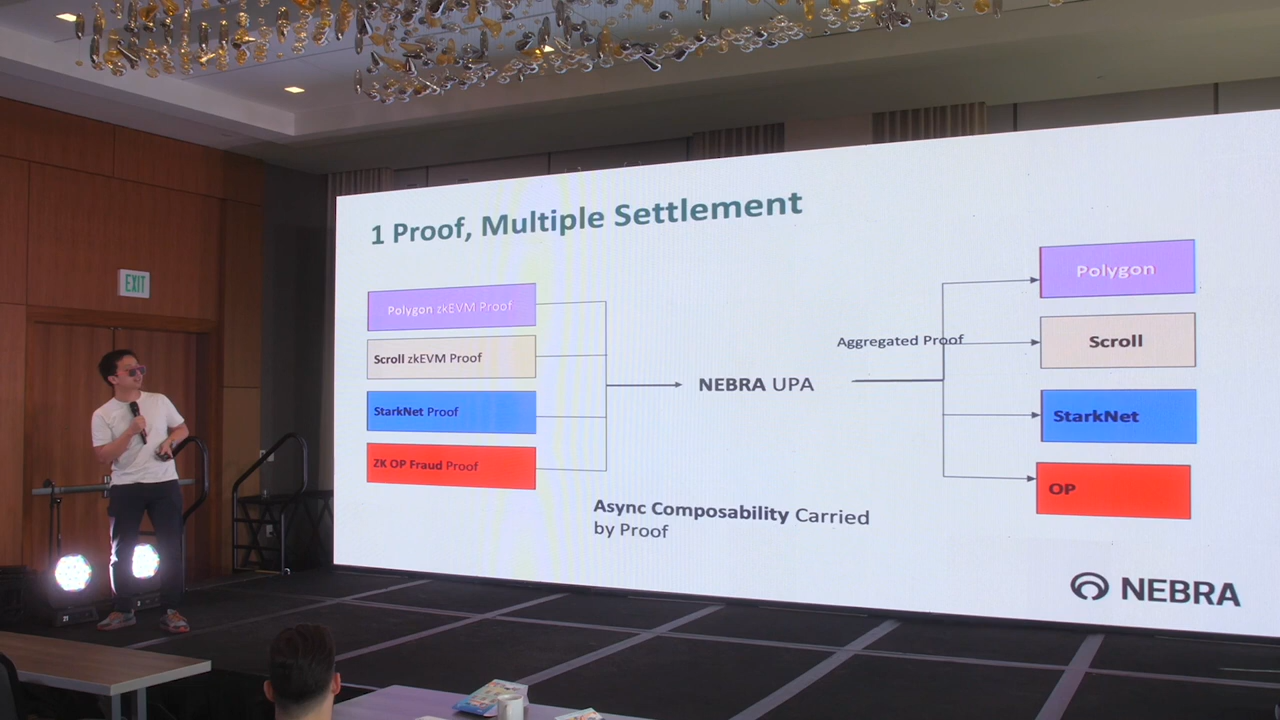 EXIT
1 Proof, Multiple Settlement
Polygon zkEVM Proof
Scroll zkEVM Proof
StarkNet Proof
ZK OP Fraud Proof
NEBRA UPA
Aggregated Proof
Polygon
Scroll
StarkNet
OP
Async Composability Carried
by Proof
NEBRA